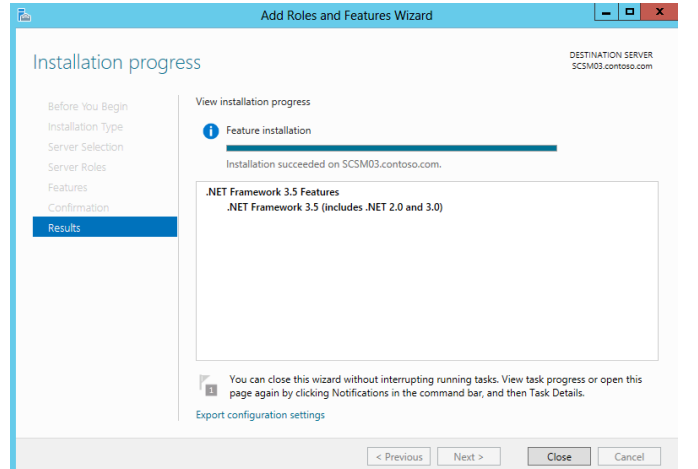 Add Roles and Features Wizard
Installation progress
DESTINATION SERVER
SCSM03.contoso.com
Before You Begin
Installation Type
Server Selection
Server Roles
Features
Confirmation
Results
View installation progress
Feature installation
Installation succeeded on SCSM03.contoso.com.
.NET Framework 3.5 Features
.NET Framework 3.5 (includes .NET 2.0 and 3.0)
1
You can close this wizard without interrupting running tasks. View task progress or open this
page again by clicking Notifications in the command bar, and then Task Details.
Export configuration settings
< Previous
Next >
Close
Cancel